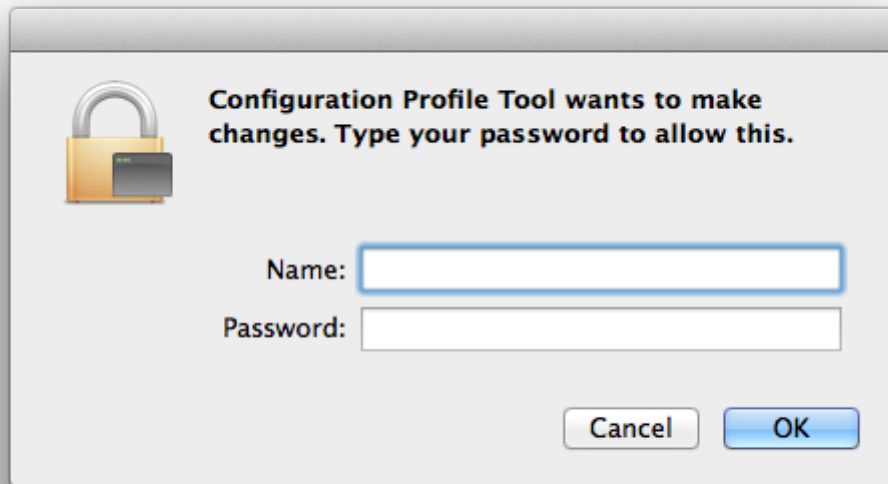 Configuration Profile Tool wants to make
changes. Type your password to allow this.
Name:
Password:
Cancel
OK